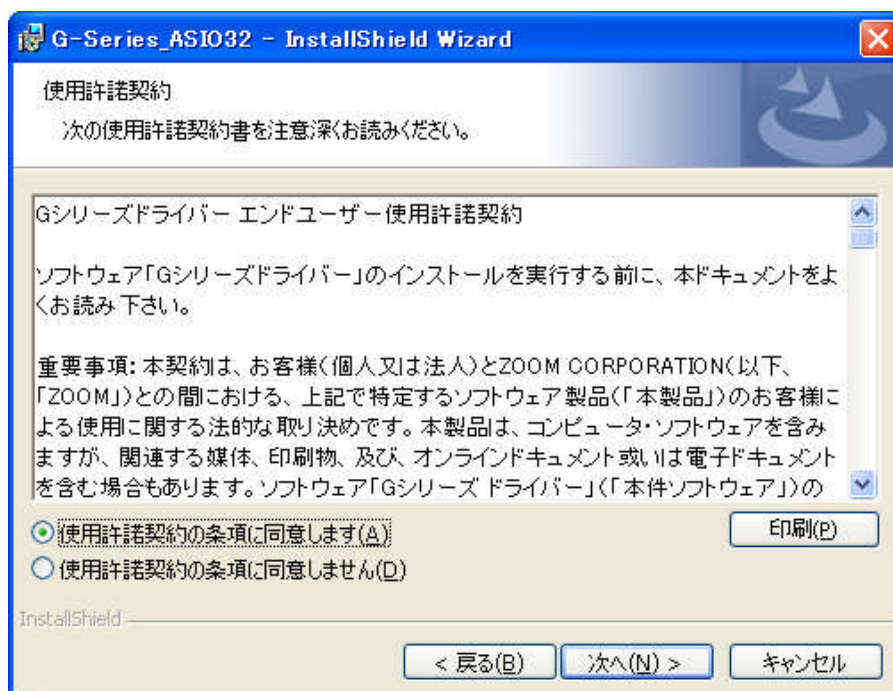 G-Series_ASIO32 - InstallShield Wizard
使用許諾契約
次の使用許諾契約書を注意深くお読みください。
Gシリーズドライバー エンドユーザー使用許諾契約
ソフトウェア「Gシリーズドライバー」のインストールを実行する前に、本ドキュメントをよ
くお読み下さい。
重要事項: 本契約は、お客様(個人又は法人)とZOOM CORPORATION(以下、
「ZOOM」)との間における、上記で特定するソフトウェア製品(「本製品」)のお客様に
よる使用に関する法的な取り決めです。本製品は、コンピュータ・ソフトウェアを含み
ますが、関連する媒体、印刷物、及び、オンラインドキュメント或いは電子ドキュメント
を含む場合もあります。ソフトウェア「Gシリーズ ドライバー」(「本件ソフトウェア」)の
使用許諾契約の条項に同意します(A)
印刷(P)
使用許諾契約の条項に同意しません(D)
InstallShield
< 戻る(B)
次へ(N) >
キャンセル